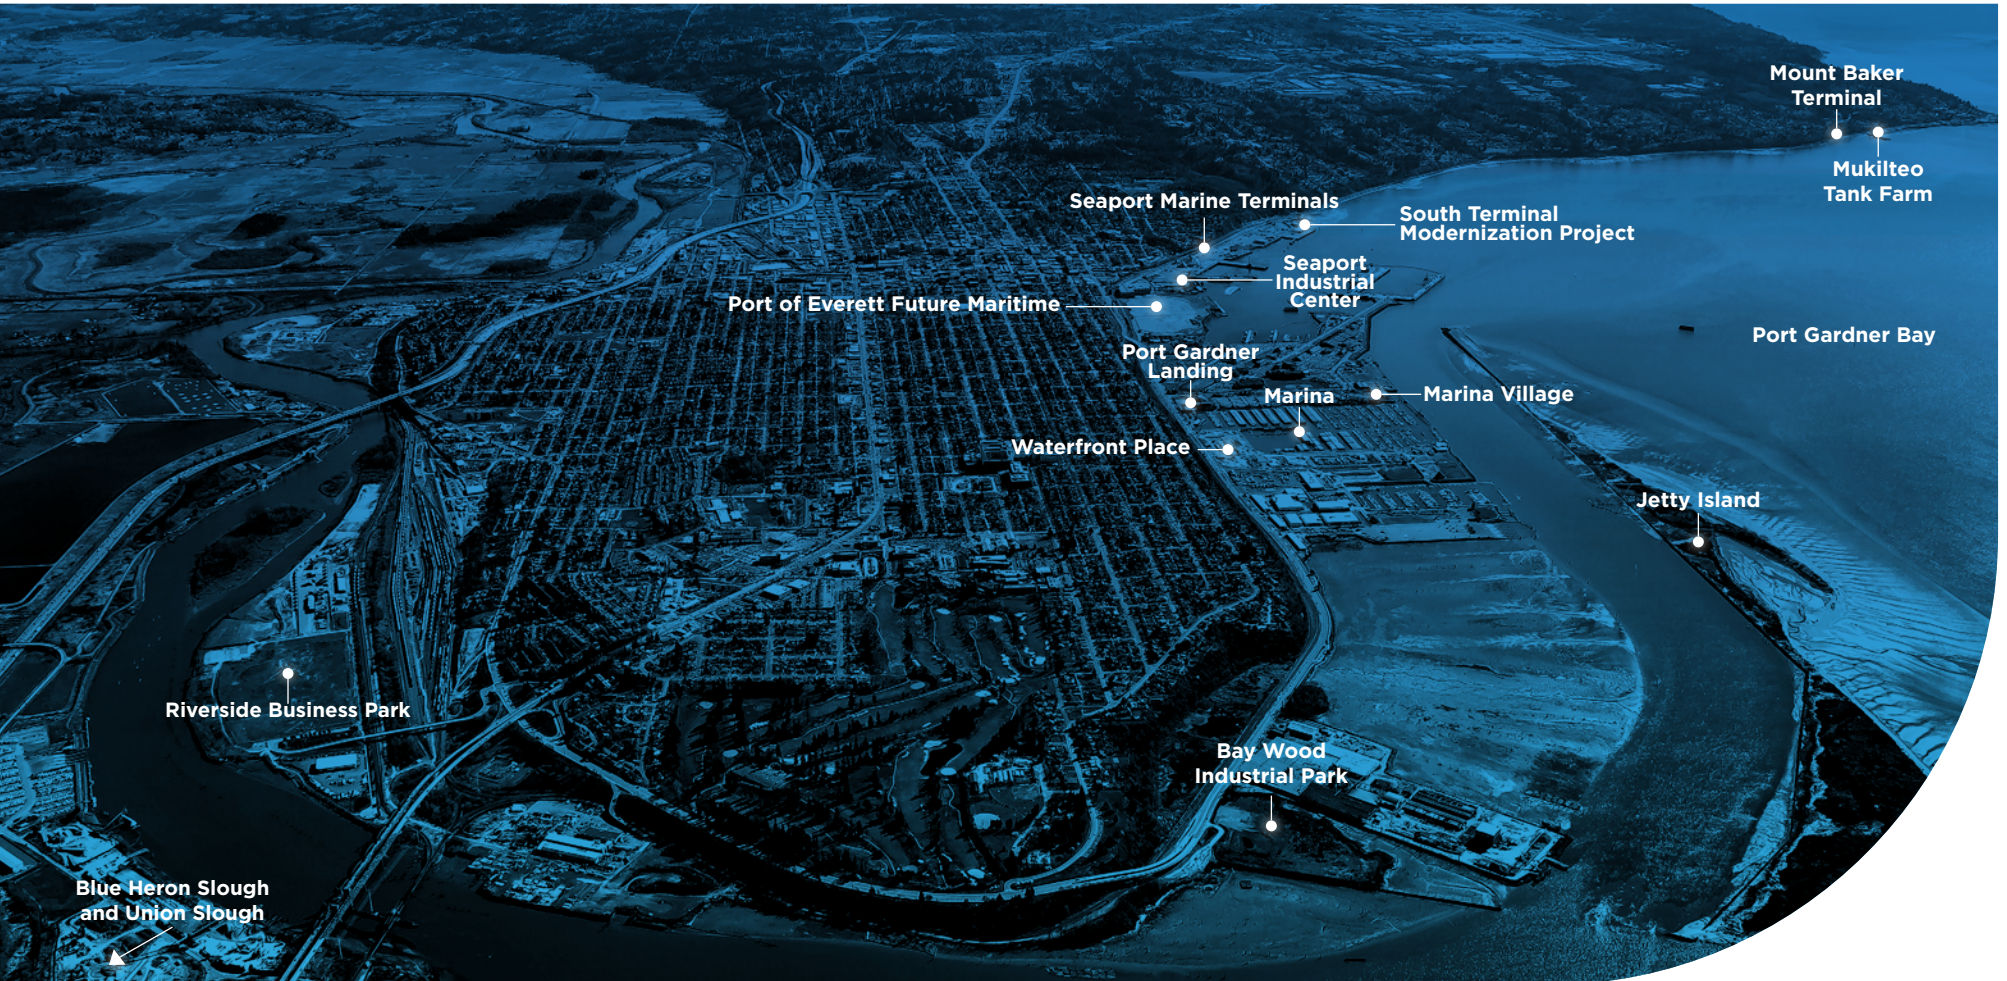 Mount Baker
Terminal
Mukilteo
Tank Farm
Seaport Marine Terminals
South Terminal
Modernization Project
Seaport
Industrial
Center
Port of Everett Future Maritime
Port Gardner Bay
Port Gardner
Landing
Marina
Marina Village
Waterfront Place
Jetty Island
Riverside Business Park
Bay Wood
Industrial Park
Blue Heron Slough
and Union Slough